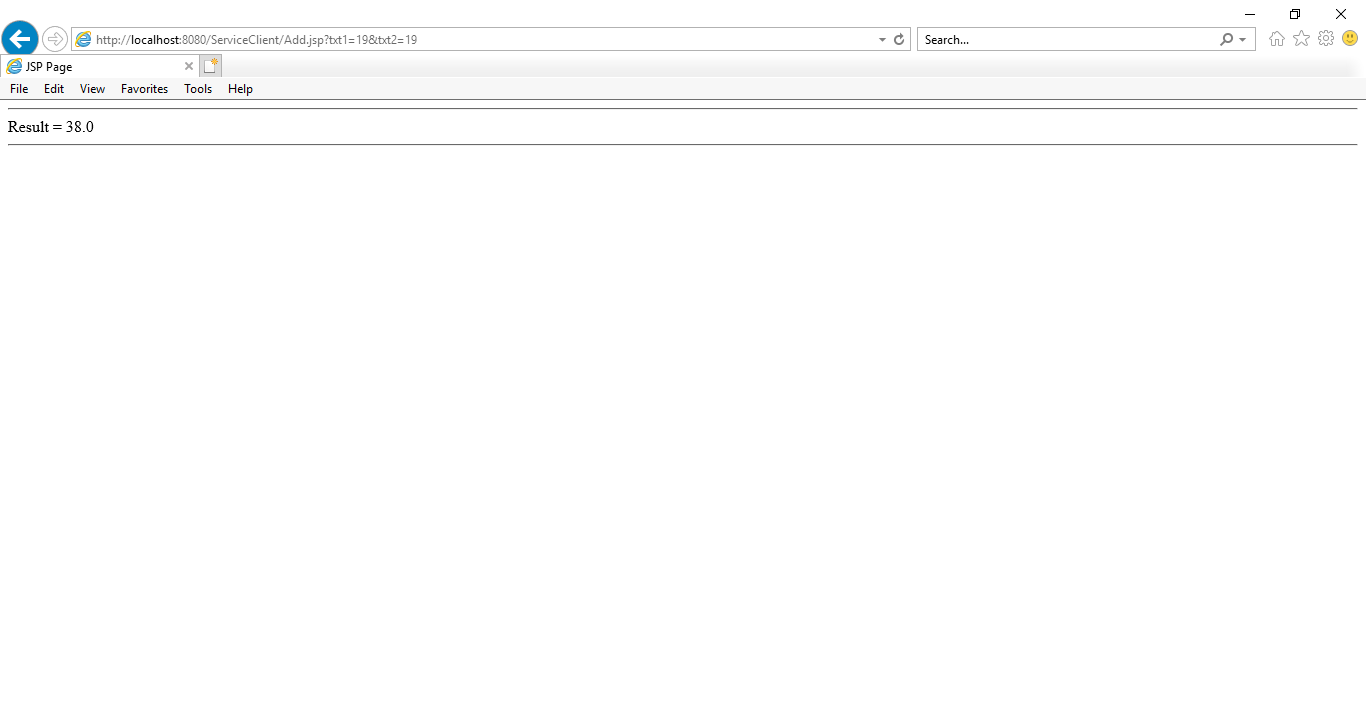 http://localhost:8080/ServiceClient/Add.jsp?txt1=19&txt2=19
Search...
JSP Page
File Edit View Favorites Tools Help
Result = 38.0